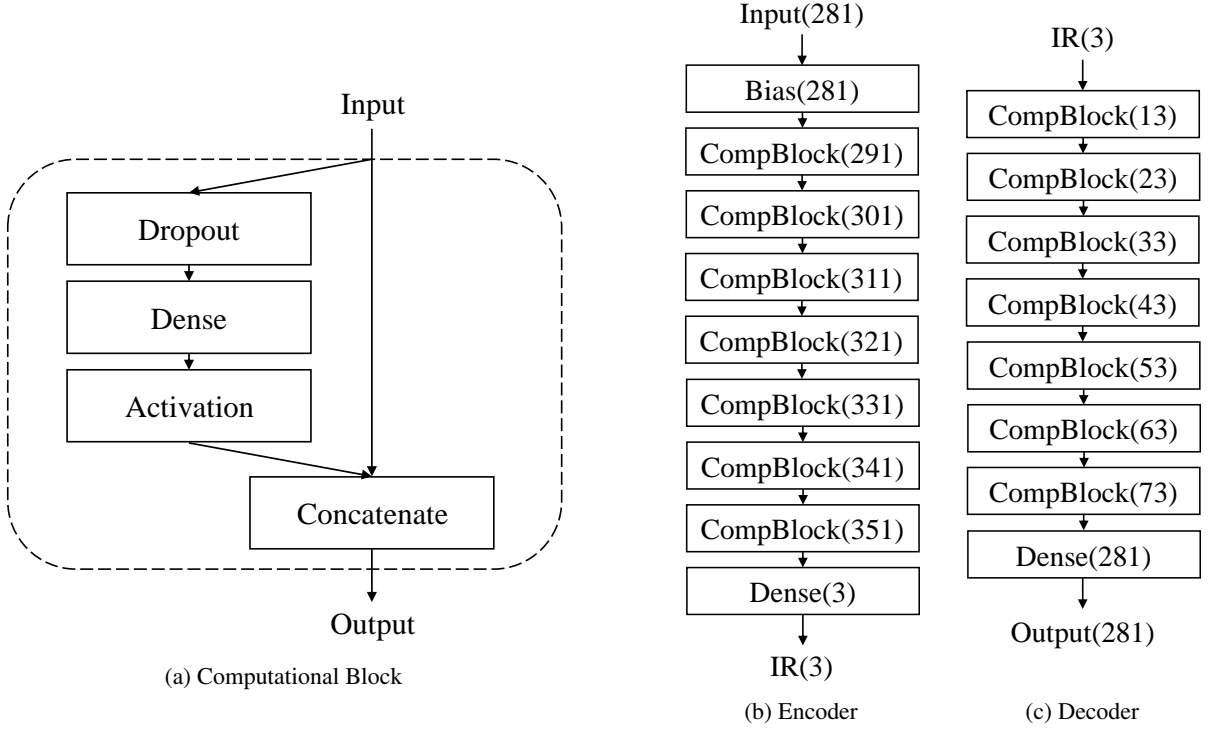 Input
Dropout
Dense
Activation
Concatenate
Output
(a) Computational Block
Input(281)
Bias(281)
CompBlock(291)
CompBlock(301)
CompBlock(311)
CompBlock(321)
CompBlock(331)
CompBlock(341)
CompBlock(351)
Dense(3)
IR(3)
(b) Encoder
IR(3)
CompBlock(13)
CompBlock(23)
CompBlock(33)
CompBlock(43)
CompBlock(53)
CompBlock(63)
CompBlock(73)
Dense(281)
Output(281)
(c) Decoder